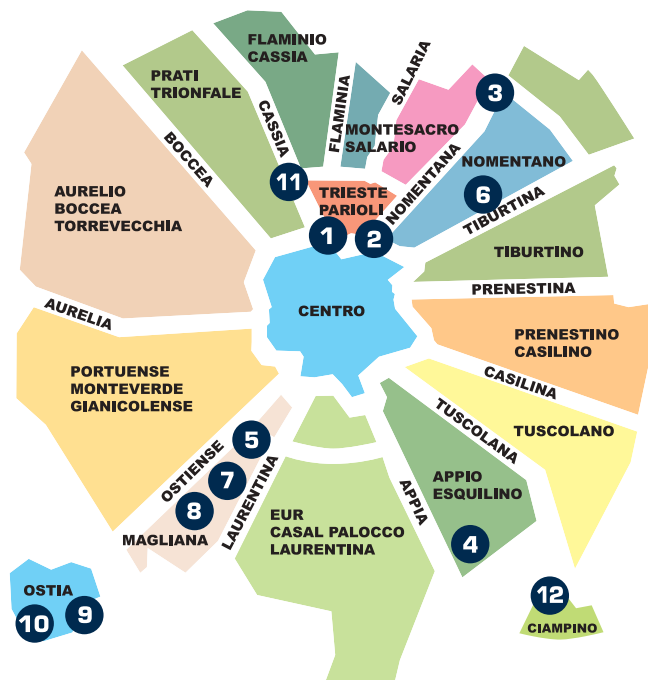 FLAMINIO
CASSIA
PRATI
TRIONFALE
CASSIA
FLAMINIA
SALARIA
3
MONTESACRO
SALARIO
BOCCEA
NOMENTANO
NOMENTANA
6
TIBURTINA
11
TRIESTE
PARIOLI
AURELIO
BOCCEA
TORREVECCHIA
1
2
TIBURTINO
PRENESTINA
CENTRO
AURELIA
PRENESTINO
CASILINO
PORTUENSE
MONTEVERDE
GIANICOLENSE
CASILINA
TUSCOLANA
TUSCOLANO
5
OSTIENSE
7
8
LAURENTINA
MAGLIANA
APPIA
APPIO
ESQUILINO
4
EUR
CASAL PALOCCO
LAURENTINA
OSTIA
10
9
12
CIAMPINO